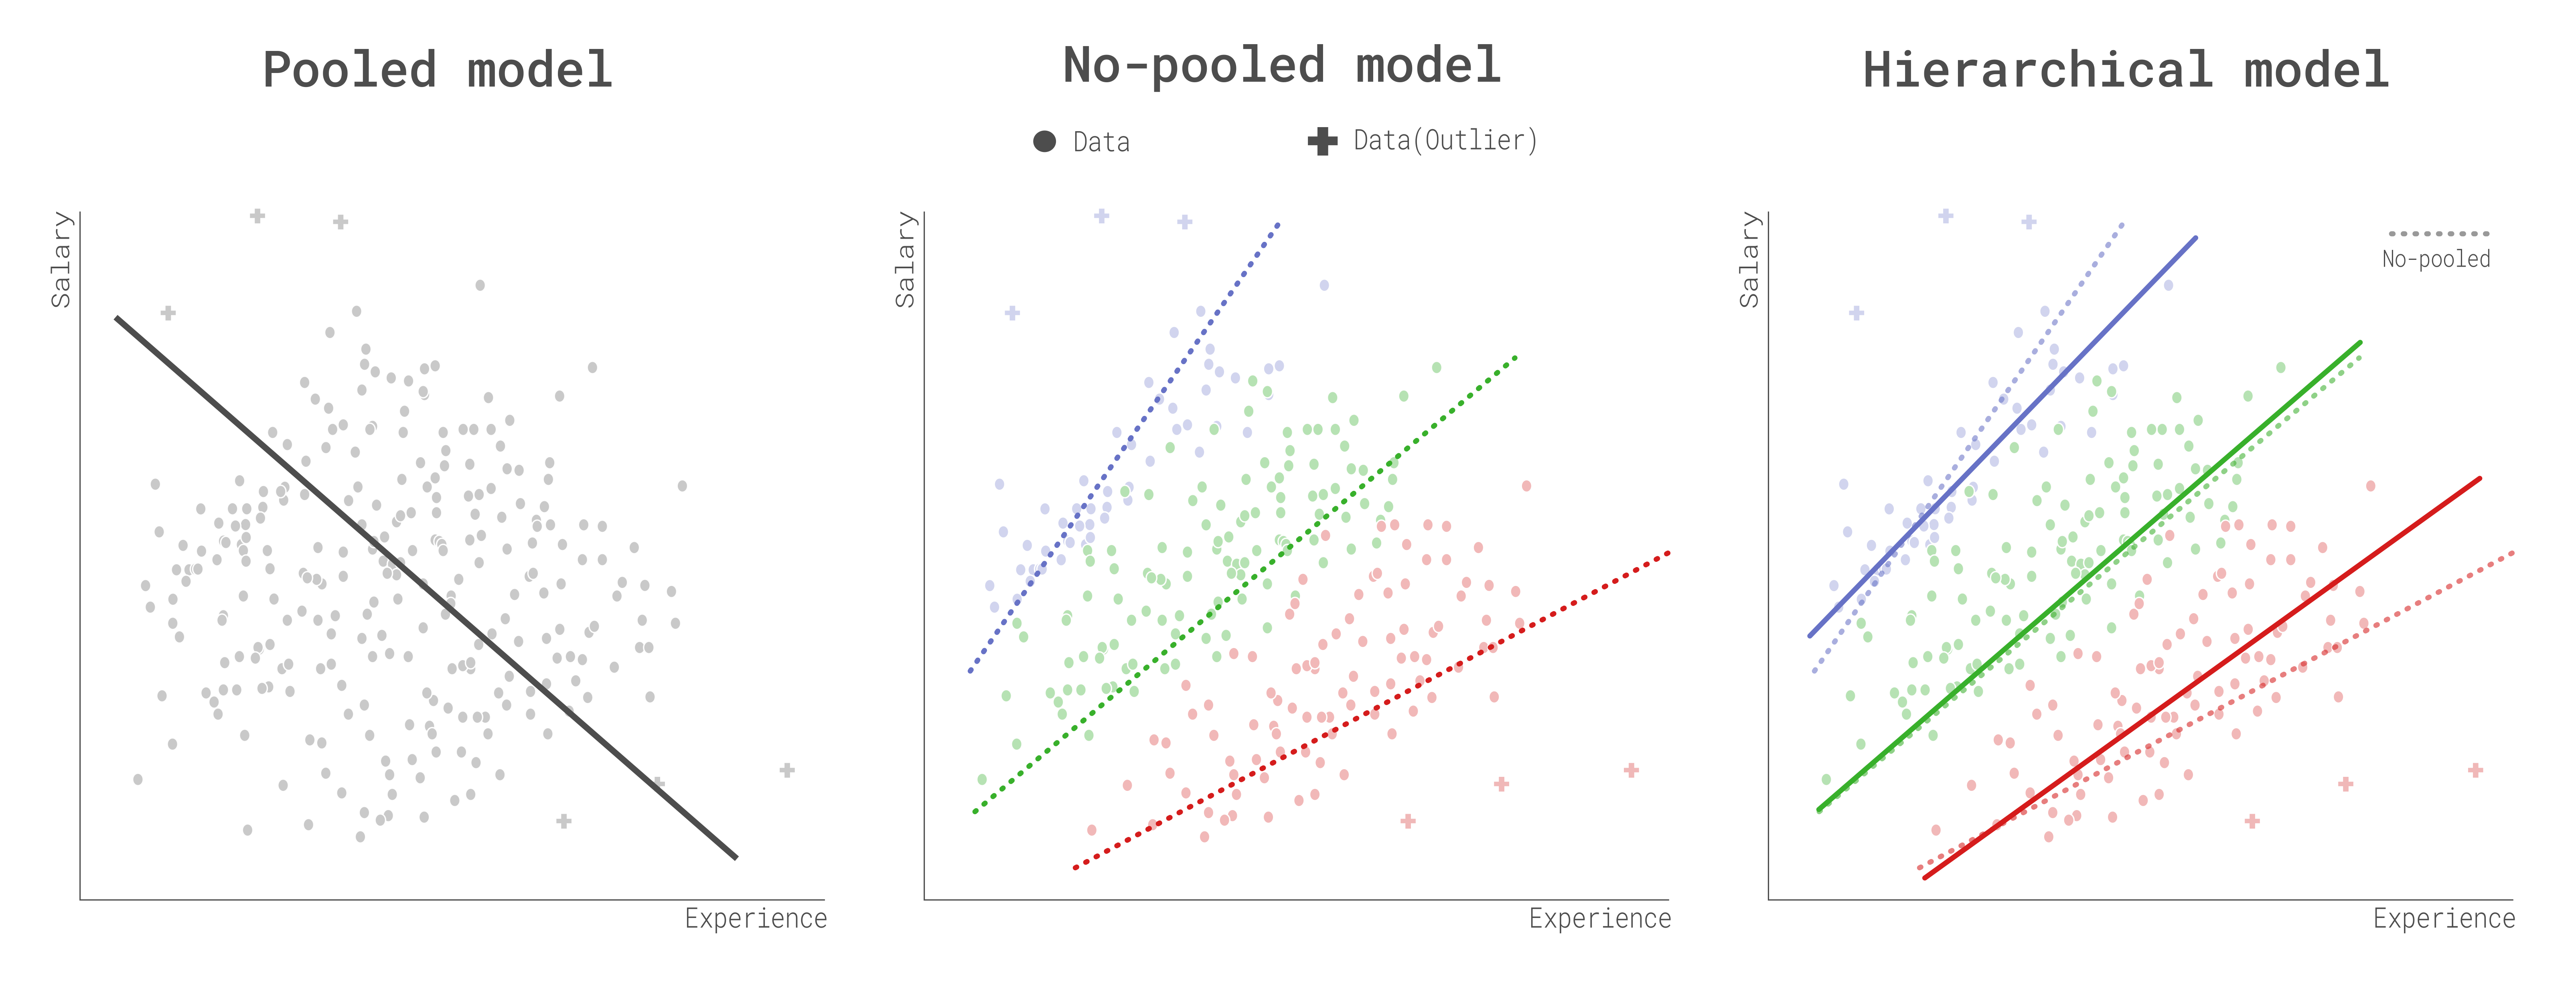 Pooled model
No-pooled model
Hierarchical model
Data
Data(Outlier)
Salary
Experience
Salary
Experience
Salary
No-pooled
Experience